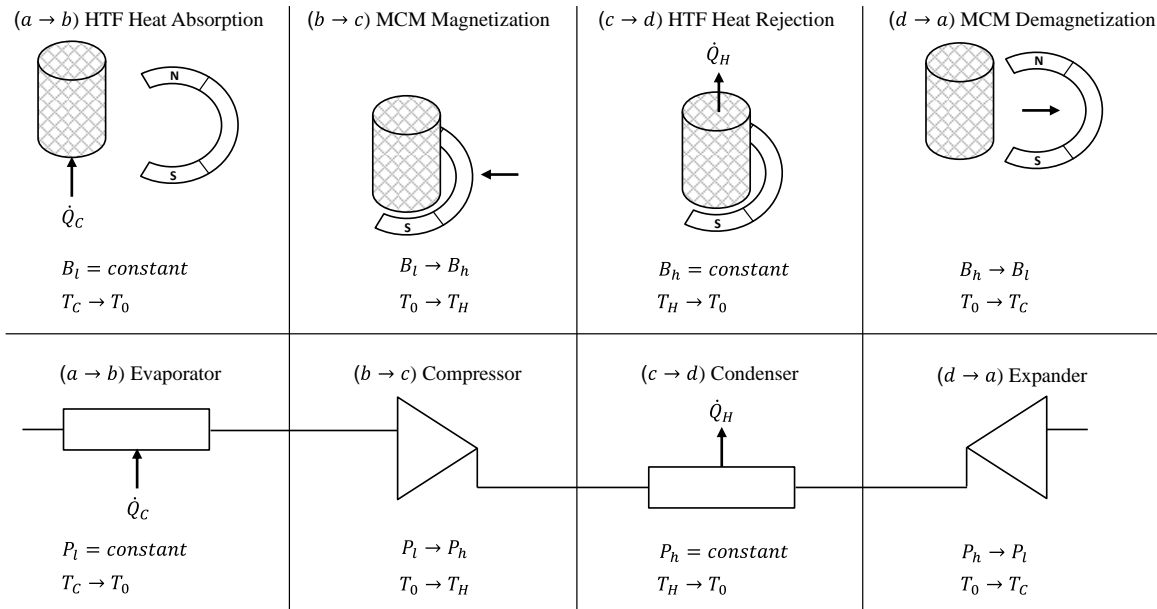 (a → b) HTF Heat Absorption
N
S
Q̇_C
B_l = constant
T_C → T_0
(b → c) MCM Magnetization
S
B_l → B_h
T_0 → T_H
(c → d) HTF Heat Rejection
Q̇_H
S
B_h = constant
T_H → T_0
(d → a) MCM Demagnetization
N
S
B_h → B_l
T_0 → T_C
(a → b) Evaporator
Q̇_C
P_l = constant
T_C → T_0
(b → c) Compressor
P_l → P_h
T_0 → T_H
(c → d) Condenser
Q̇_H
P_h = constant
T_H → T_0
(d → a) Expander
P_h → P_l
T_0 → T_C